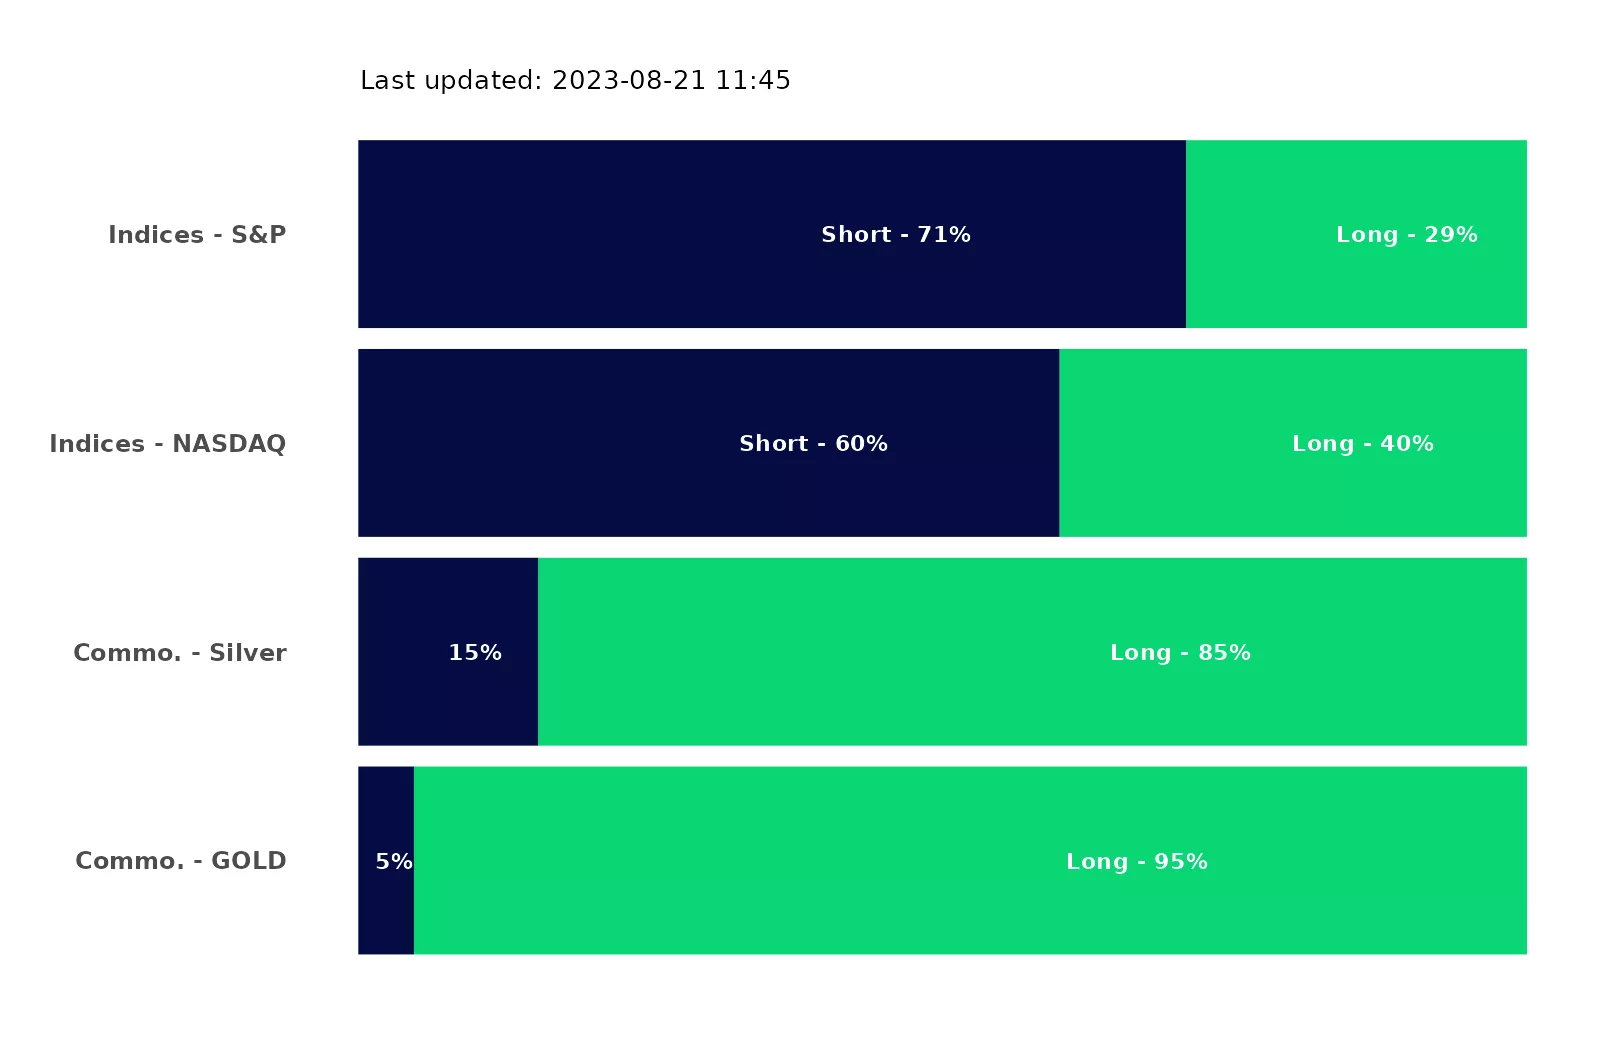 Last updated: 2023-08-21 11:45
Indices - S&P
Short - 71%
Long - 29%
Indices - NASDAQ
Short - 60%
Long - 40%
Commo. - Silver
15%
Long - 85%
Commo. - GOLD
5%
Long - 95%